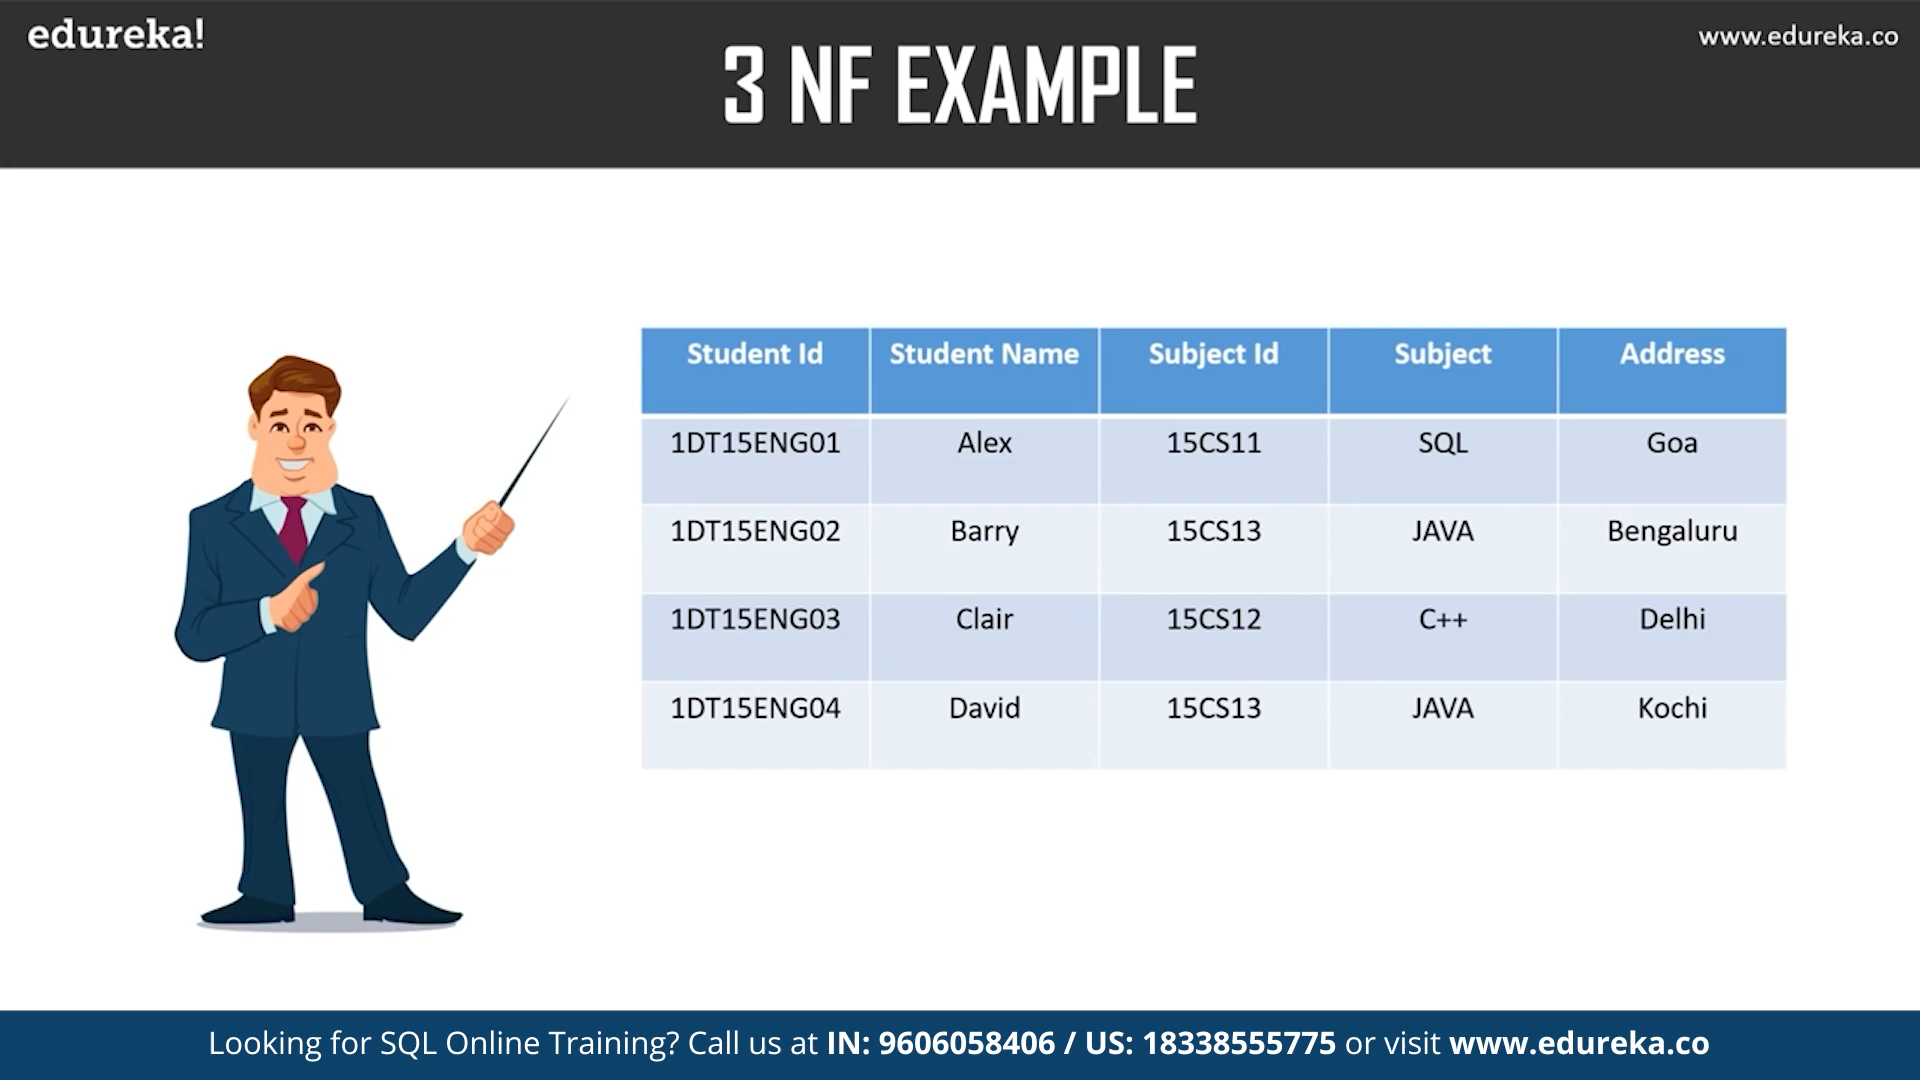 edureka!
www.edureka.co
3 NF EXAMPLE
Student Id Student Name Subject Id Subject Address
1DT15ENG01 Alex 15CS11 SQL Goa
1DT15ENG02 Barry 15CS13 JAVA Bengaluru
1DT15ENG03 Clair 15CS12 C++ Delhi
1DT15ENG04 David 15CS13 JAVA Kochi
Looking for SQL Online Training? Call us at IN: 9606058406 / US: 18338555775 or visit www.edureka.co